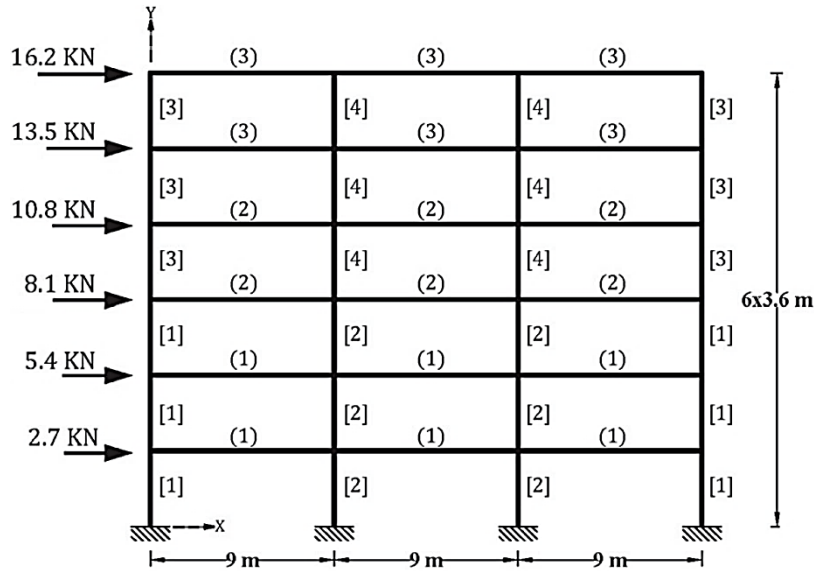 Y
16.2 KN
(3) (3) (3)
[3] [4] [4] [3]
13.5 KN
(3) (3) (3)
[3] [4] [4] [3]
10.8 KN
(2) (2) (2)
[3] [4] [4] [3]
8.1 KN
(2) (2) (2)
6x3.6 m
[1] [2] [2] [1]
5.4 KN
(1) (1) (1)
[1] [2] [2] [1]
2.7 KN
(1) (1) (1)
[1] [2] [2] [1]
X
9 m 9 m 9 m